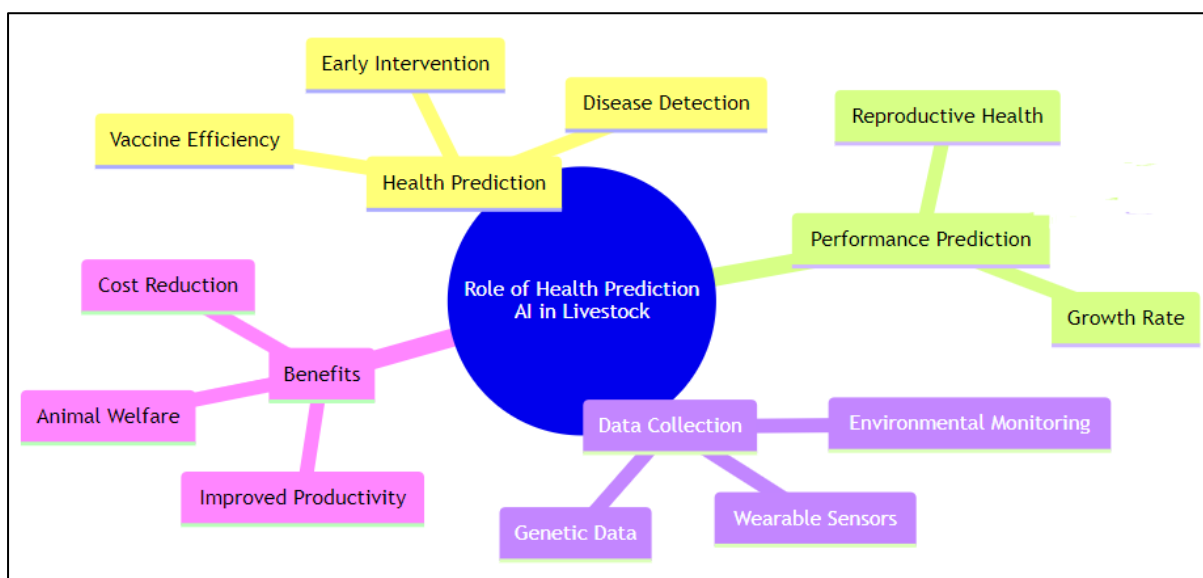 Early Intervention
Disease Detection
Vaccine Efficiency
Health Prediction
Reproductive Health
Performance Prediction
Growth Rate
Role of Health Prediction
AI in Livestock
Cost Reduction
Benefits
Animal Welfare
Improved Productivity
Data Collection
Environmental Monitoring
Genetic Data
Wearable Sensors